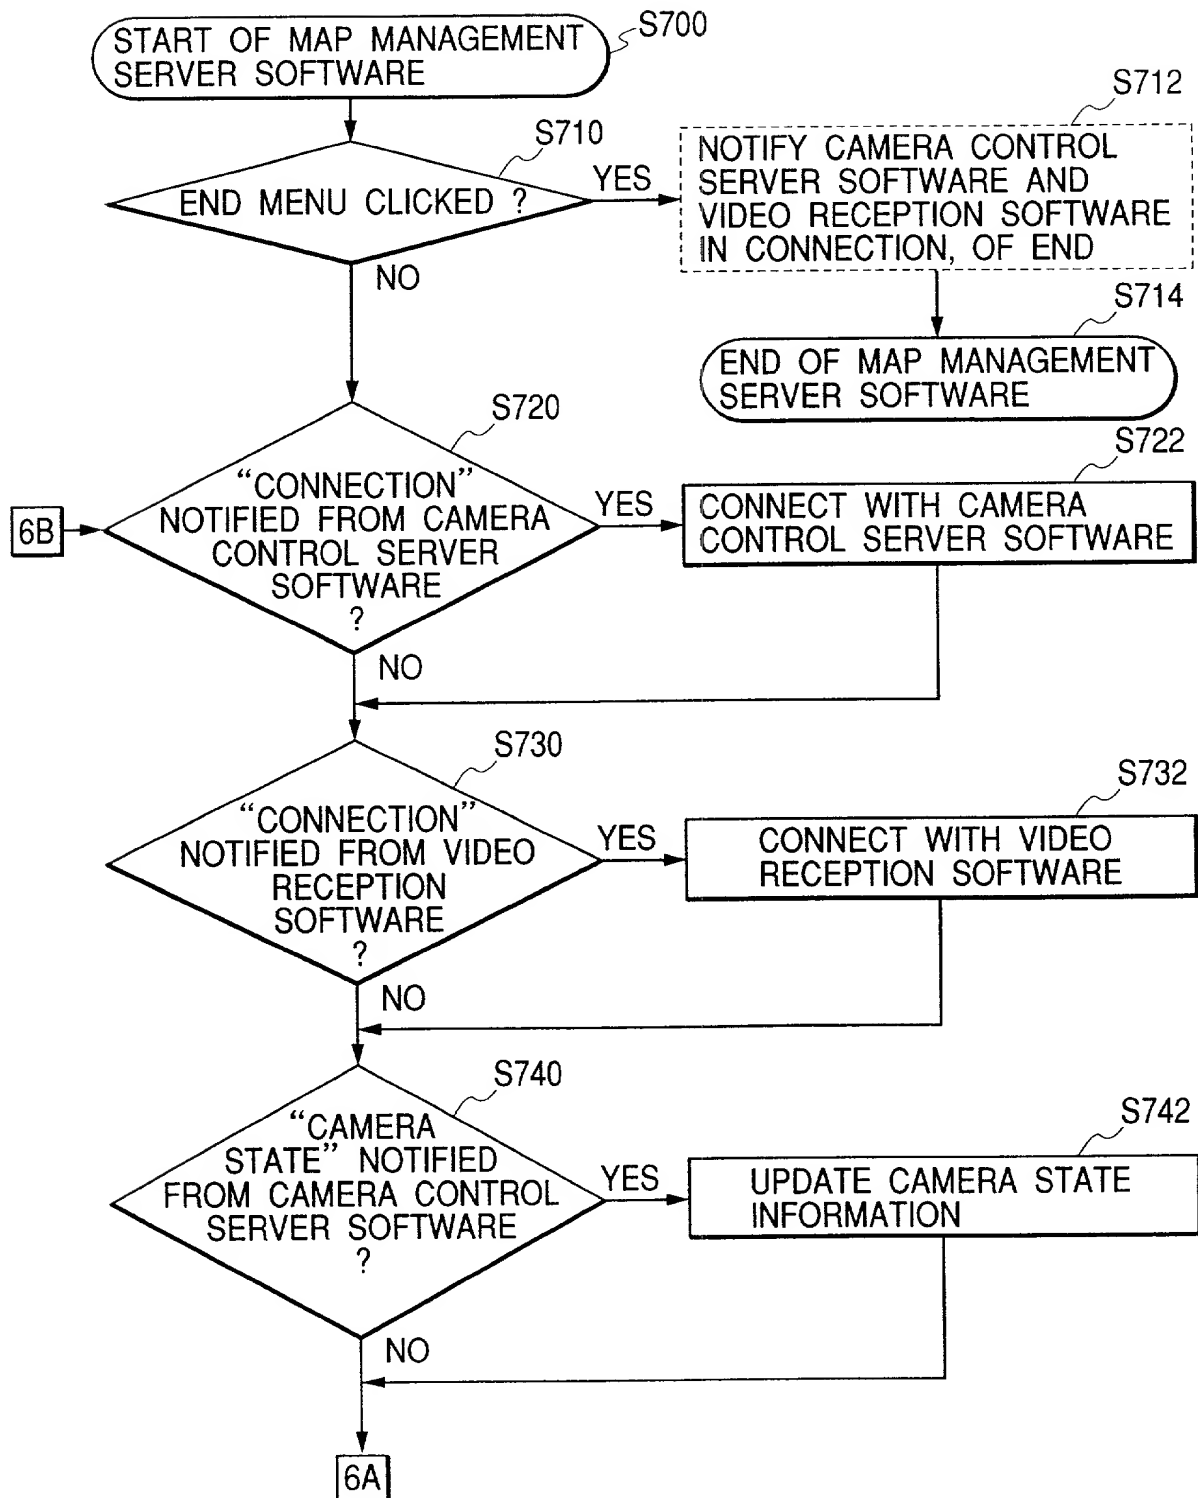 START OF MAP MANAGEMENT
SERVER SOFTWARE
S700
S710
END MENU CLICKED ?
YES
NO
S712
NOTIFY CAMERA CONTROL
SERVER SOFTWARE AND
VIDEO RECEPTION SOFTWARE
IN CONNECTION, OF END
S714
END OF MAP MANAGEMENT
SERVER SOFTWARE
S720
6B
“CONNECTION”
NOTIFIED FROM CAMERA
CONTROL SERVER
SOFTWARE
?
YES
NO
S722
CONNECT WITH CAMERA
CONTROL SERVER SOFTWARE
S730
“CONNECTION”
NOTIFIED FROM VIDEO
RECEPTION
SOFTWARE
?
YES
NO
S732
CONNECT WITH VIDEO
RECEPTION SOFTWARE
S740
“CAMERA
STATE” NOTIFIED
FROM CAMERA CONTROL
SERVER SOFTWARE
?
YES
NO
S742
UPDATE CAMERA STATE
INFORMATION
6A